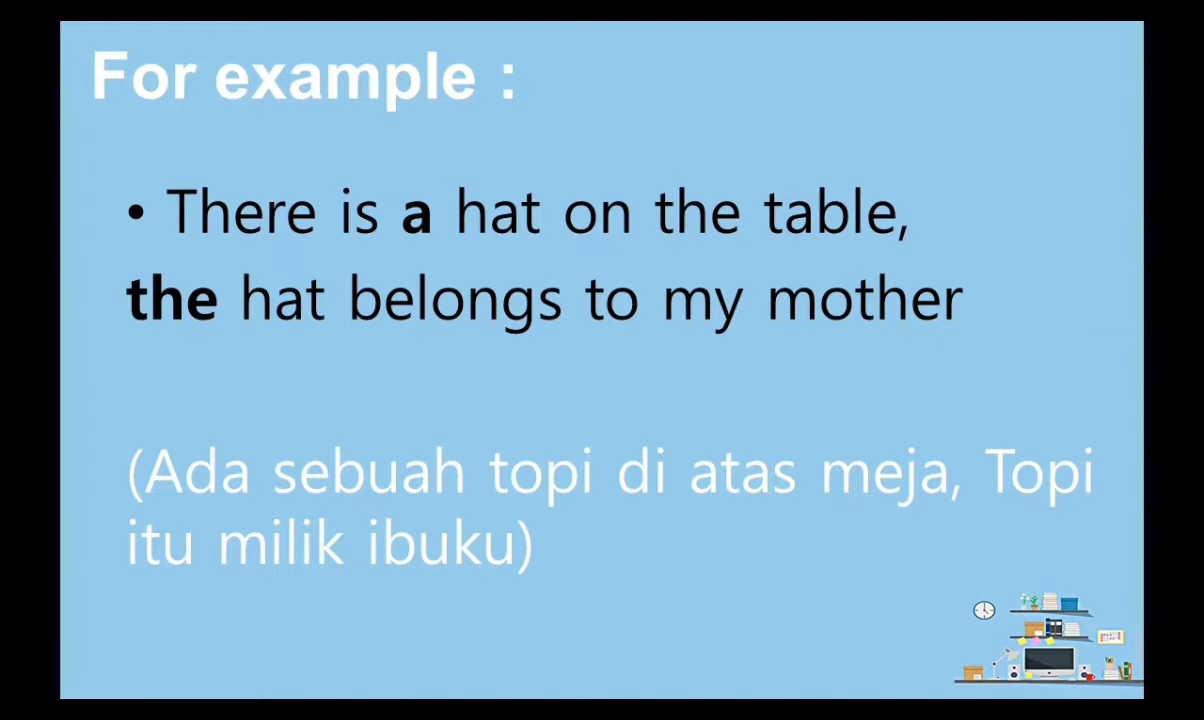 For example :
• There is a hat on the table,
the hat belongs to my mother
(Ada sebuah topi di atas meja, Topi
itu milik ibuku)